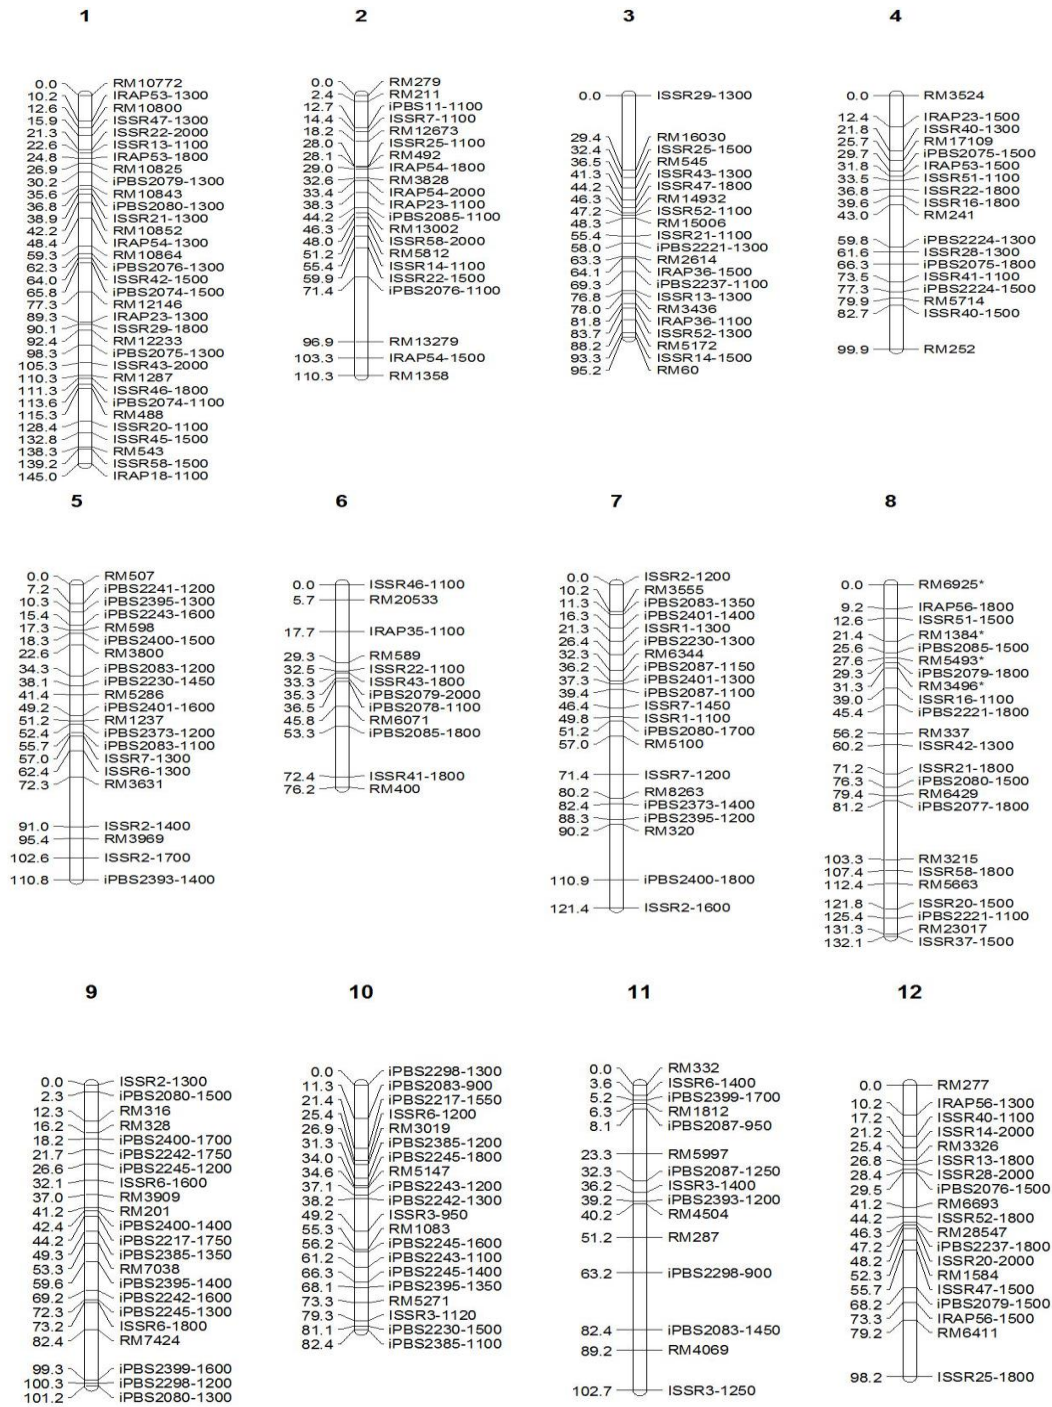 1
0.0 RM10772
10.2 IRAP53-1300
12.6 RM10800
15.9 ISSR47-1300
21.3 ISSR22-2000
22.6 ISSR13-1100
24.8 IRAP53-1800
26.9 RM10825
30.2 iPBS2079-1300
35.6 RM10843
36.8 iPBS2080-1300
38.9 ISSR21-1300
42.2 RM10852
48.4 IRAP54-1300
59.3 RM10864
62.3 iPBS2076-1300
64.0 ISSR42-1500
65.8 iPBS2074-1500
77.3 RM12146
89.3 IRAP23-1300
90.1 ISSR29-1800
92.4 RM12233
98.3 iPBS2075-1300
105.3 ISSR43-2000
110.3 RM1287
111.3 ISSR46-1800
113.6 iPBS2074-1100
115.3 RM488
128.4 ISSR20-1100
132.8 ISSR45-1500
138.3 RM543
139.2 ISSR58-1500
145.0 IRAP18-1100
2
0.0 RM279
2.4 RM211
12.7 iPBS11-1100
14.4 ISSR7-1100
18.2 RM12673
28.0 ISSR25-1100
28.1 RM492
29.0 IRAP54-1800
32.6 RM3828
33.4 IRAP54-2000
38.3 IRAP23-1100
44.2 iPBS2085-1100
46.3 RM13002
48.0 ISSR58-2000
51.2 RM5812
55.4 ISSR14-1100
59.9 ISSR22-1500
71.4 iPBS2076-1100
96.9 RM13279
103.3 IRAP54-1500
110.3 RM1358
3
0.0 ISSR29-1300
29.4 RM16030
32.4 ISSR25-1500
36.5 RM545
41.3 ISSR43-1300
44.2 ISSR47-1800
46.3 RM14932
47.2 ISSR52-1100
48.3 RM15006
55.4 ISSR21-1100
58.0 iPBS2221-1300
63.3 RM2614
64.1 IRAP36-1500
69.3 iPBS2237-1100
76.8 ISSR13-1300
78.0 RM3436
81.8 IRAP36-1100
83.7 ISSR52-1300
88.2 RM5172
93.3 ISSR14-1500
95.2 RM60
4
0.0 RM3524
12.4 IRAP23-1500
21.8 ISSR40-1300
25.7 RM17109
29.7 iPBS2075-1500
31.8 IRAP53-1500
33.5 ISSR51-1100
36.8 ISSR22-1800
39.6 ISSR16-1800
43.0 RM241
59.8 iPBS2224-1300
61.6 ISSR28-1300
66.3 iPBS2075-1800
73.5 ISSR41-1100
77.3 iPBS2224-1500
79.9 RM5714
82.7 ISSR40-1500
99.9 RM252
5
0.0 RM507
7.2 iPBS2241-1200
10.3 iPBS2395-1300
15.4 iPBS2243-1600
17.3 RM598
18.3 iPBS2400-1500
22.6 RM3800
34.3 iPBS2083-1200
38.1 iPBS2230-1450
41.4 RM5286
49.2 iPBS2401-1600
51.2 RM1237
52.4 iPBS2373-1200
55.7 iPBS2083-1100
57.0 ISSR7-1300
62.4 ISSR6-1300
72.3 RM3631
91.0 ISSR2-1400
95.4 RM3969
102.6 ISSR2-1700
110.8 iPBS2393-1400
6
0.0 ISSR46-1100
5.7 RM20533
17.7 IRAP35-1100
29.3 RM589
32.5 ISSR22-1100
33.3 ISSR43-1800
35.3 iPBS2079-2000
36.5 iPBS2078-1100
45.8 RM6071
53.3 iPBS2085-1800
72.4 ISSR41-1800
76.2 RM400
7
0.0 ISSR2-1200
10.2 RM3555
11.3 iPBS2083-1350
16.3 iPBS2401-1400
21.3 ISSR1-1300
26.4 iPBS2230-1300
32.3 RM6344
36.2 iPBS2087-1150
37.3 iPBS2401-1300
39.4 iPBS2087-1100
46.4 ISSR7-1450
49.8 ISSR1-1100
51.2 iPBS2080-1700
57.0 RM5100
71.4 ISSR7-1200
80.2 RM8263
82.4 iPBS2373-1400
88.3 iPBS2395-1200
90.2 RM320
110.9 iPBS2400-1800
121.4 ISSR2-1600
8
0.0 RM6925*
9.2 IRAP56-1800
12.6 ISSR51-1500
21.4 RM1384*
25.6 iPBS2085-1500
27.6 RM5493*
29.3 iPBS2079-1800
31.3 RM3496*
39.0 ISSR16-1100
45.4 iPBS2221-1800
56.2 RM337
60.2 ISSR42-1300
71.2 ISSR21-1800
76.3 iPBS2080-1500
79.4 RM6429
81.2 iPBS2077-1800
103.3 RM3215
107.4 ISSR58-1800
112.4 RM5663
121.8 ISSR20-1500
125.4 iPBS2221-1100
131.3 RM23017
132.1 ISSR37-1500
9
0.0 ISSR2-1300
2.3 iPBS2080-1500
12.3 RM316
16.2 RM328
18.2 iPBS2400-1700
21.7 iPBS2242-1750
26.6 iPBS2245-1200
32.1 ISSR6-1600
37.0 RM3909
41.2 RM201
42.4 iPBS2400-1400
44.2 iPBS2217-1750
49.3 iPBS2385-1350
53.3 RM7038
59.6 iPBS2395-1400
69.2 iPBS2242-1600
72.3 iPBS2245-1300
73.2 ISSR6-1800
82.4 RM7424
99.3 iPBS2399-1600
100.3 iPBS2298-1200
101.2 iPBS2080-1300
10
0.0 iPBS2298-1300
11.3 iPBS2083-900
21.4 iPBS2217-1550
25.4 ISSR6-1200
26.9 RM3019
31.3 iPBS2385-1200
34.0 iPBS2245-1800
34.6 RM5147
37.1 iPBS2243-1200
38.2 iPBS2242-1300
49.2 ISSR3-950
55.3 RM1083
56.2 iPBS2245-1600
61.2 iPBS2243-1100
66.3 iPBS2245-1400
68.1 iPBS2395-1350
73.3 RM5271
79.3 ISSR3-1120
81.1 iPBS2230-1500
82.4 iPBS2385-1100
11
0.0 RM332
3.6 ISSR6-1400
5.2 iPBS2399-1700
6.3 RM1812
8.1 iPBS2087-950
23.3 RM5997
32.3 iPBS2087-1250
36.2 ISSR3-1400
39.2 iPBS2393-1200
40.2 RM4504
51.2 RM287
63.2 iPBS2298-900
82.4 iPBS2083-1450
89.2 RM4069
102.7 ISSR3-1250
12
0.0 RM277
10.2 IRAP56-1300
17.2 ISSR40-1100
21.2 ISSR14-2000
25.4 RM3326
26.8 ISSR13-1800
28.4 ISSR28-2000
29.5 iPBS2076-1500
41.2 RM6693
44.2 ISSR52-1800
46.3 RM28547
47.2 iPBS2237-1800
48.2 ISSR20-2000
52.3 RM1584
55.7 ISSR47-1500
68.2 iPBS2079-1500
73.3 IRAP56-1500
79.2 RM6411
98.2 ISSR25-1800